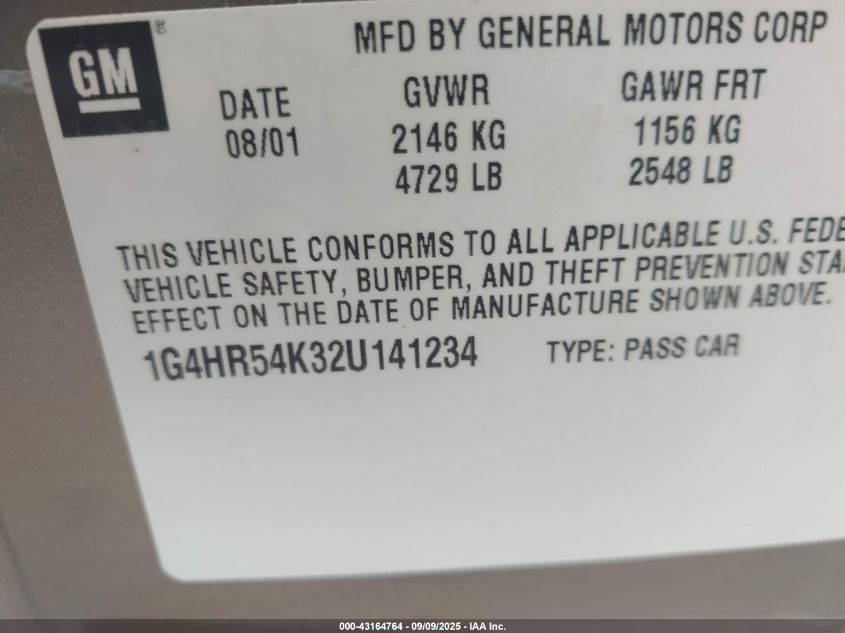 GM ®
MFD BY GENERAL MOTORS CORP
DATE GVWR GAWR FRT
08/01 2146 KG 1156 KG
4729 LB 2548 LB
THIS VEHICLE CONFORMS TO ALL APPLICABLE U.S. FEDE
VEHICLE SAFETY, BUMPER, AND THEFT PREVENTION STA
EFFECT ON THE DATE OF MANUFACTURE SHOWN ABOVE.
1G4HR54K32U141234 TYPE: PASS CAR
000-43164764 - 09/09/2025 - IAA Inc.